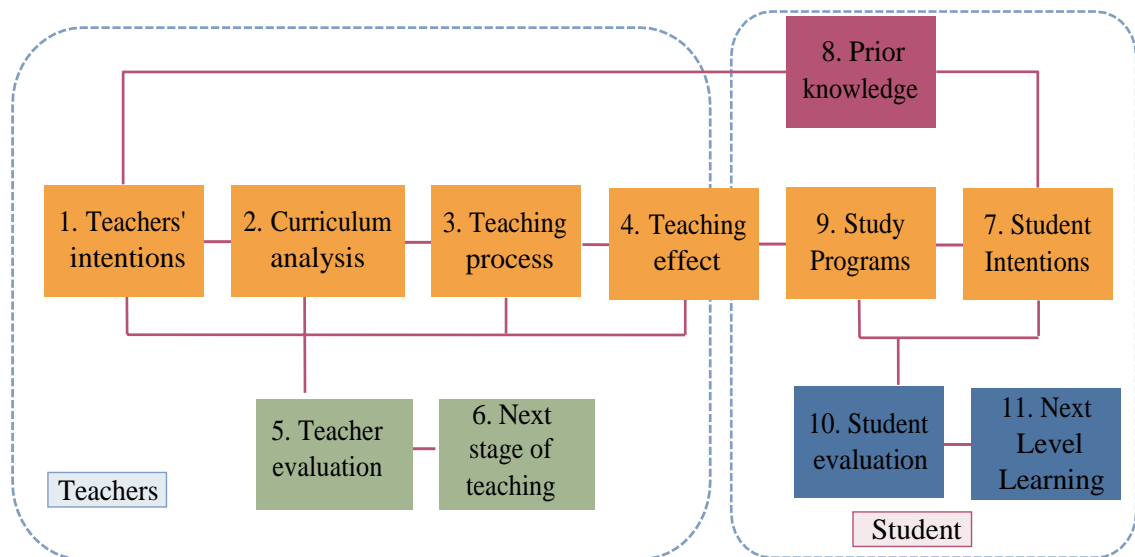 8. Prior
knowledge
1. Teachers'
intentions
2. Curriculum
analysis
3. Teaching
process
4. Teaching
effect
9. Study
Programs
7. Student
Intentions
5. Teacher
evaluation
6. Next
stage of
teaching
10. Student
evaluation
11. Next
Level
Learning
Teachers
Student